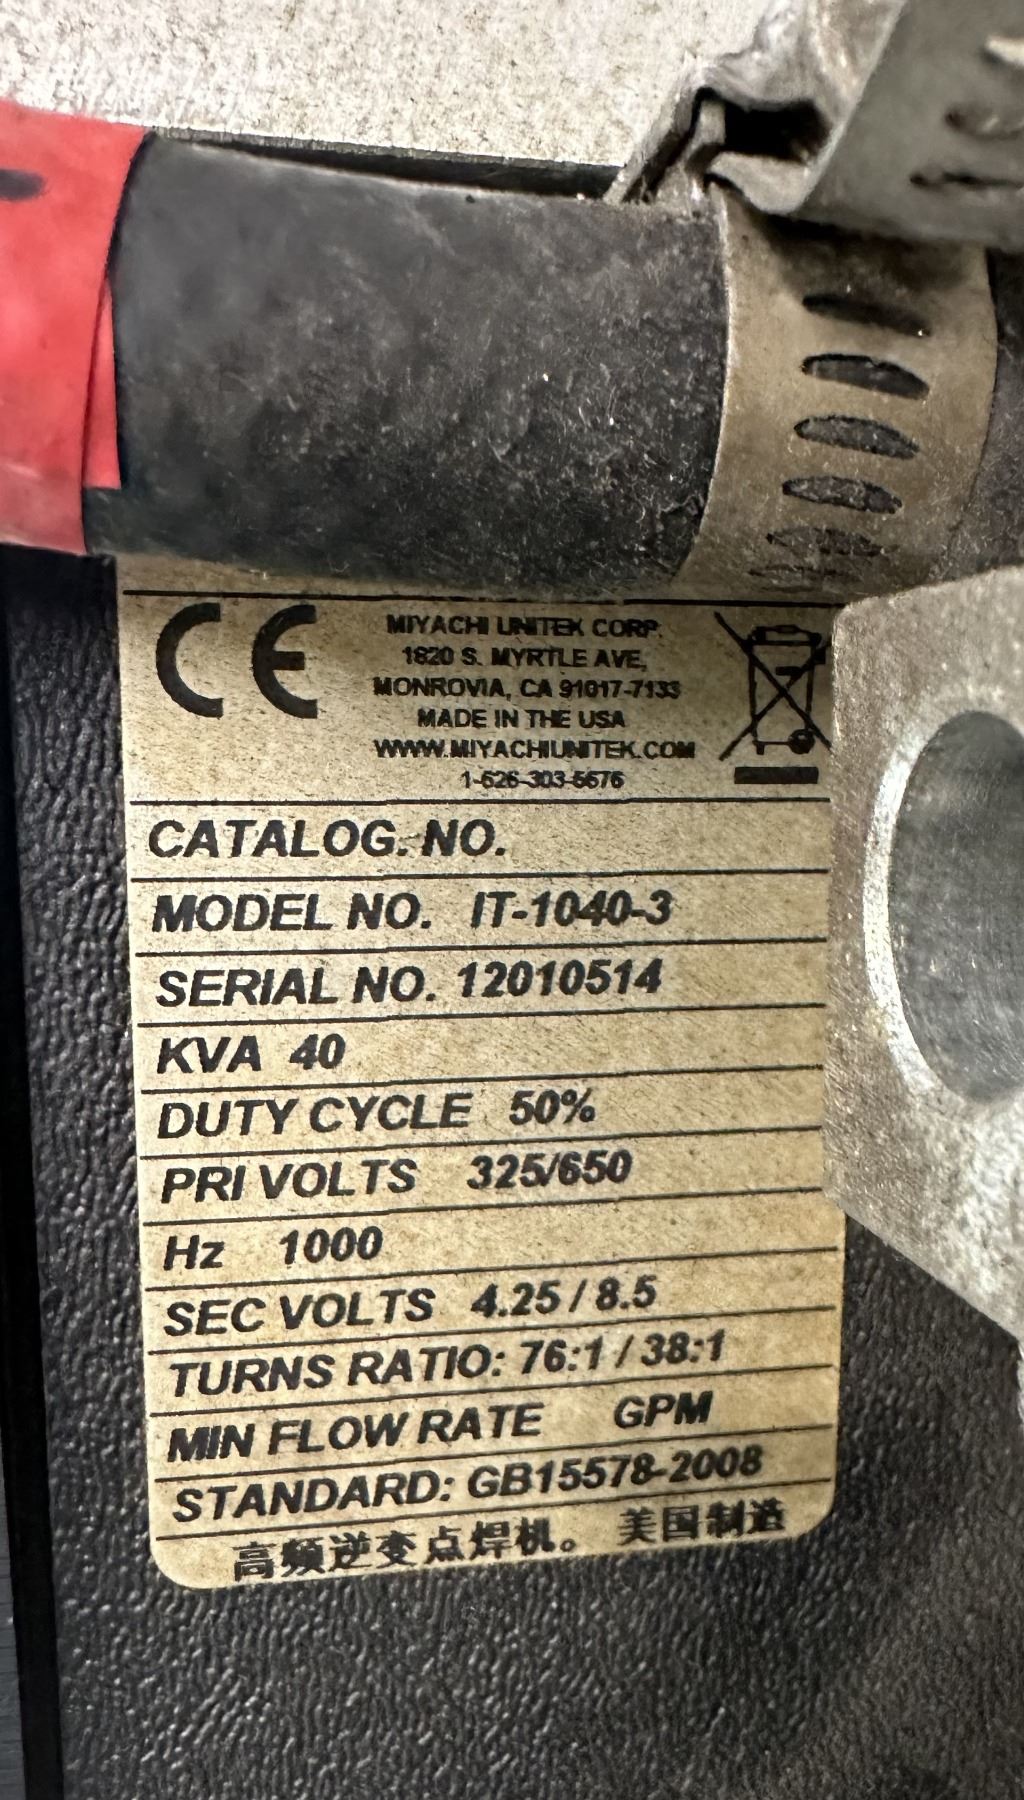 CE
MIYACHI UNITEK CORP.
1820 S. MYRTLE AVE,
MONROVIA, CA 91017-7133
MADE IN THE USA
WWW.MIYACHIUNITEK.COM
1-626-303-5676
CATALOG. NO.
MODEL NO. IT-1040-3
SERIAL NO. 12010514
KVA 40
DUTY CYCLE 50%
PRI VOLTS 325/650
Hz 1000
SEC VOLTS 4.25 / 8.5
TURNS RATIO: 76:1 / 38:1
MIN FLOW RATE GPM
STANDARD: GB15578-2008
高频逆变点焊机。 美国制造